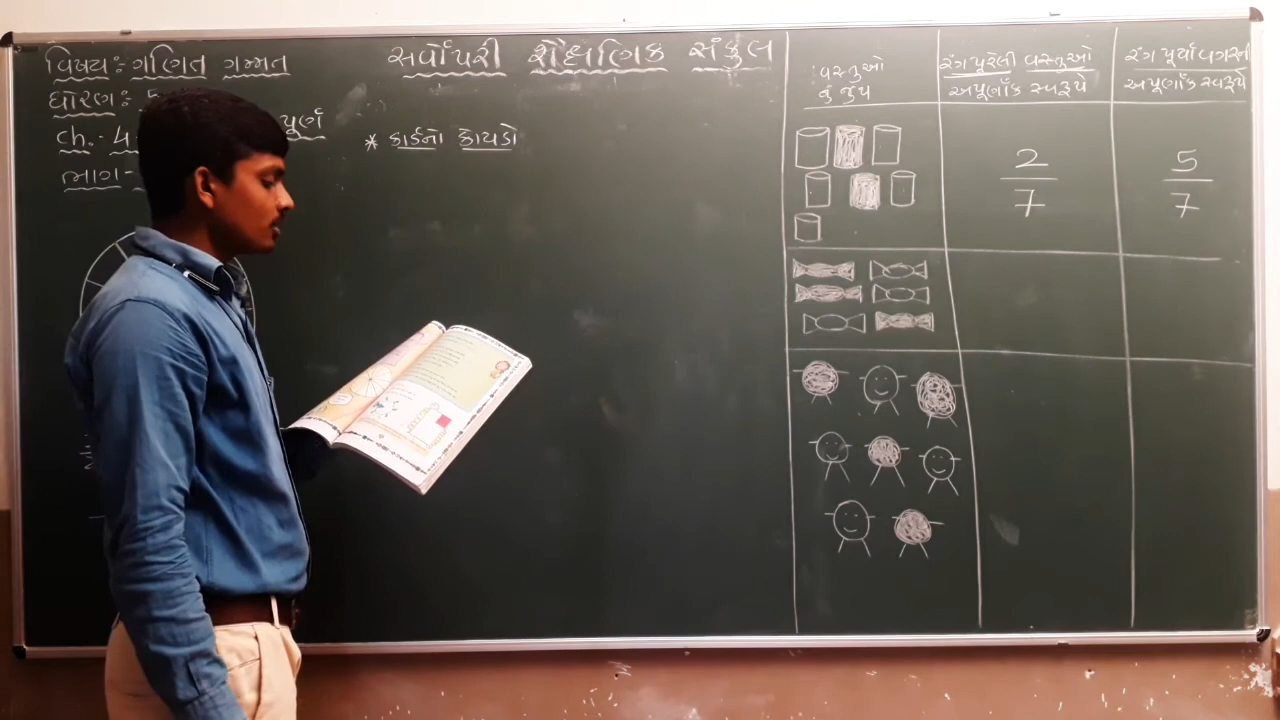 વિષય: ગણિત ગમ્મત
ધોરણ: 5
ch.- 4
પૂર્ણ
ભાગ-
સર્વોપરી શૈક્ષણિક સંકુલ
* કાર્ડનો કોયડો
વસ્તુઓ
નું જુથ
રંગ પૂરેલી વસ્તુઓ
અપૂર્ણાંક સ્વરૂપે
રંગ પૂર્યા વગરની
અપૂર્ણાંક સ્વરૂપે
2
7
5
7